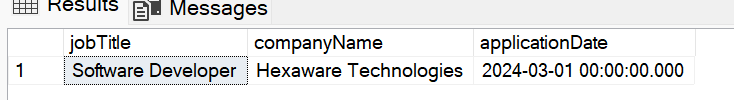 Results Messages
jobTitle companyName applicationDate
1 Software Developer Hexaware Technologies 2024-03-01 00:00:00.000